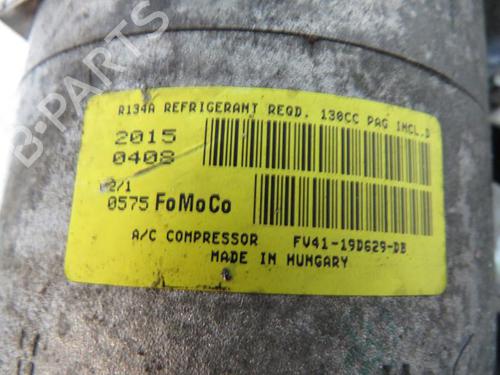 R134A REFRIGERANT REQD. 130CC PAG INCL.D
2015
0408
02/1
0575 FoMoCo
A/C COMPRESSOR FV41-19D629-DB
MADE IN HUNGARY
B-PARTS